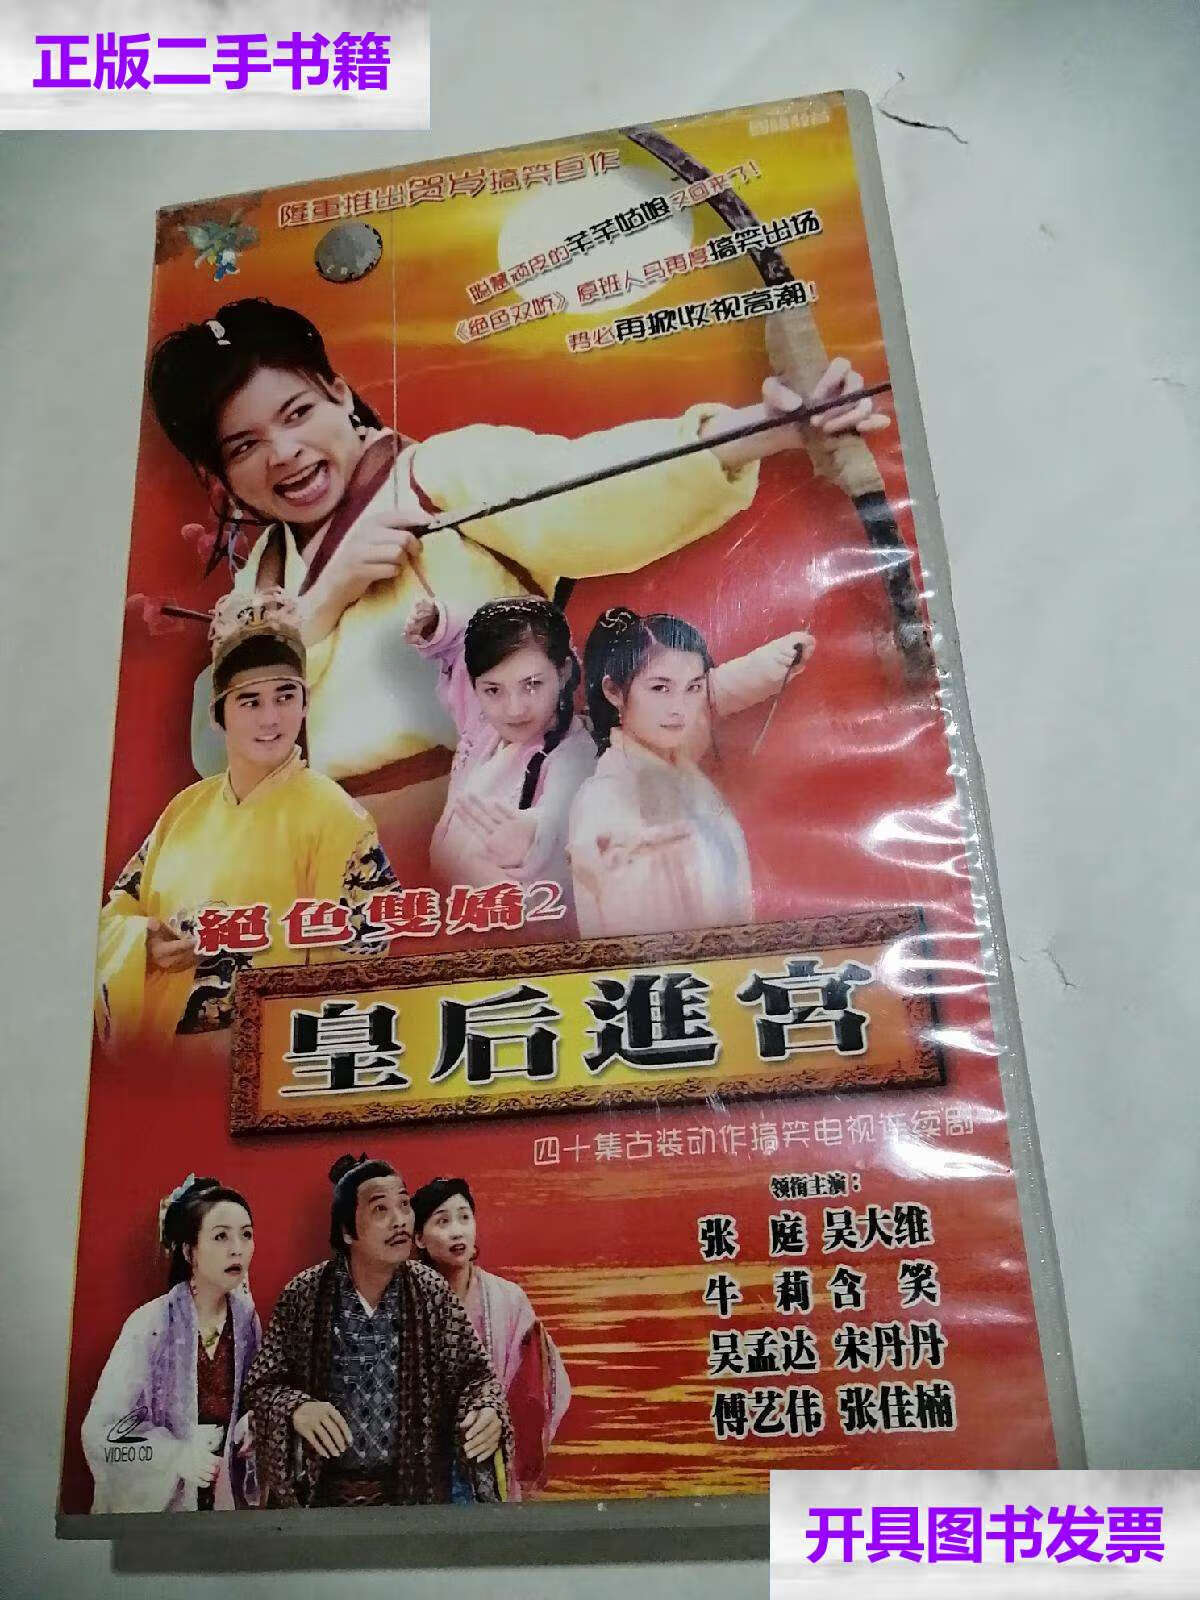 正版二手书籍
隆重推出贺岁搞笑巨作
聪慧顽皮的芊芊姑娘又回来了!
《绝色双娇》原班人马再度搞笑出场
势必再掀收视高潮!
絕色雙嬌2
皇后進宮
四十集古装动作搞笑电视连续剧
领衔主演:
张庭 吴大维
牛莉 含笑
吴孟达 宋丹丹
傅艺伟 张佳楠
VIDEO CD
开具图书发票